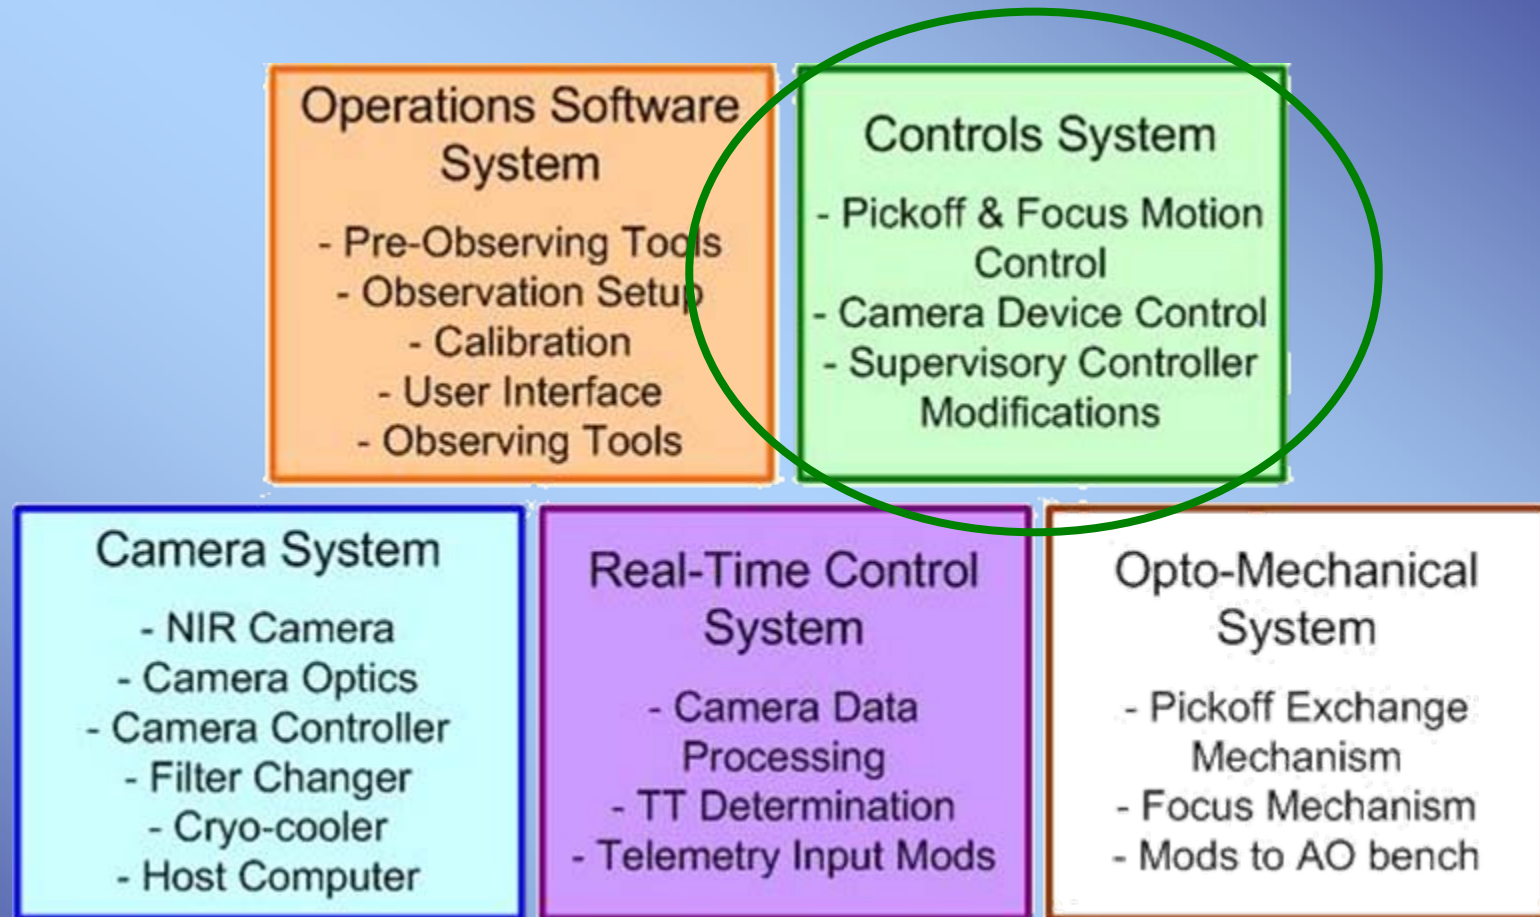 Operations Software
System
- Pre-Observing Tools
- Observation Setup
- Calibration
- User Interface
- Observing Tools
Controls System
- Pickoff & Focus Motion
Control
- Camera Device Control
- Supervisory Controller
Modifications
Camera System
- NIR Camera
- Camera Optics
- Camera Controller
- Filter Changer
- Cryo-cooler
- Host Computer
Real-Time Control
System
- Camera Data
Processing
- TT Determination
- Telemetry Input Mods
Opto-Mechanical
System
- Pickoff Exchange
Mechanism
- Focus Mechanism
- Mods to AO bench